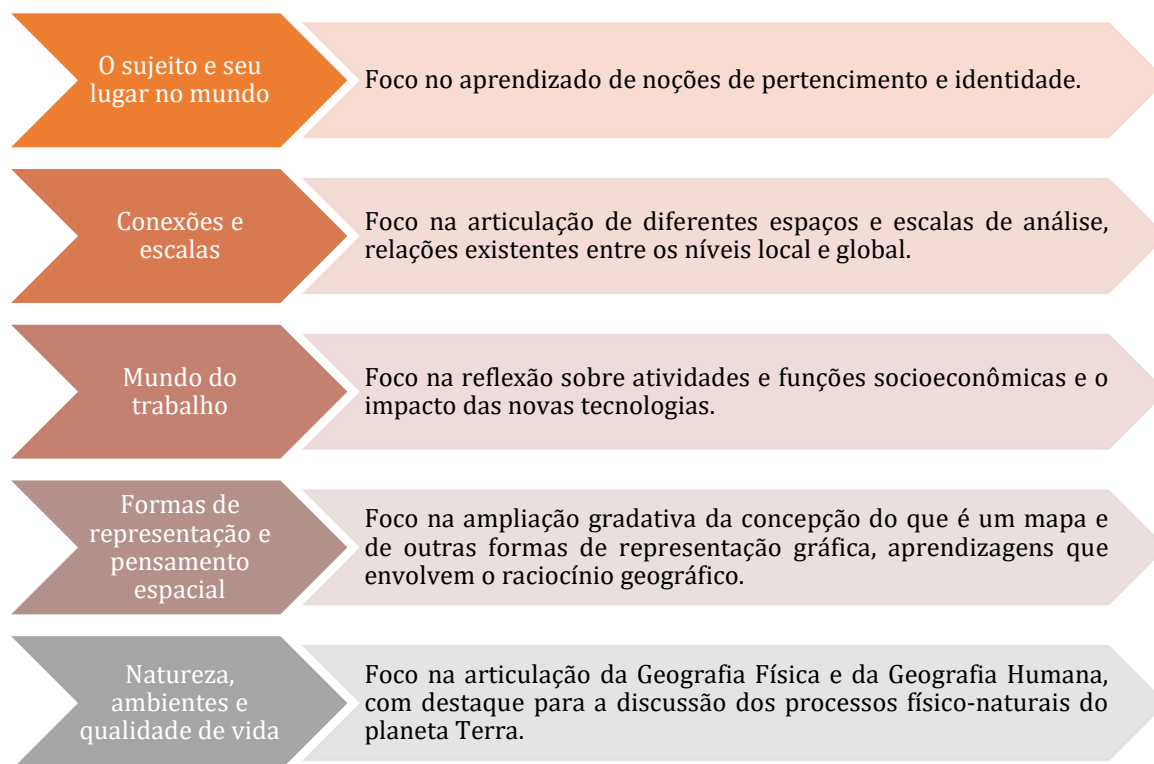 O sujeito e seu
lugar no mundo
Foco no aprendizado de noções de pertencimento e identidade.
Conexões e
escalas
Foco na articulação de diferentes espaços e escalas de análise,
relações existentes entre os níveis local e global.
Mundo do
trabalho
Foco na reflexão sobre atividades e funções socioeconômicas e o
impacto das novas tecnologias.
Formas de
representação e
pensamento
espacial
Foco na ampliação gradativa da concepção do que é um mapa e
de outras formas de representação gráfica, aprendizagens que
envolvem o raciocínio geográfico.
Natureza,
ambientes e
qualidade de vida
Foco na articulação da Geografia Física e da Geografia Humana,
com destaque para a discussão dos processos físico-naturais do
planeta Terra.